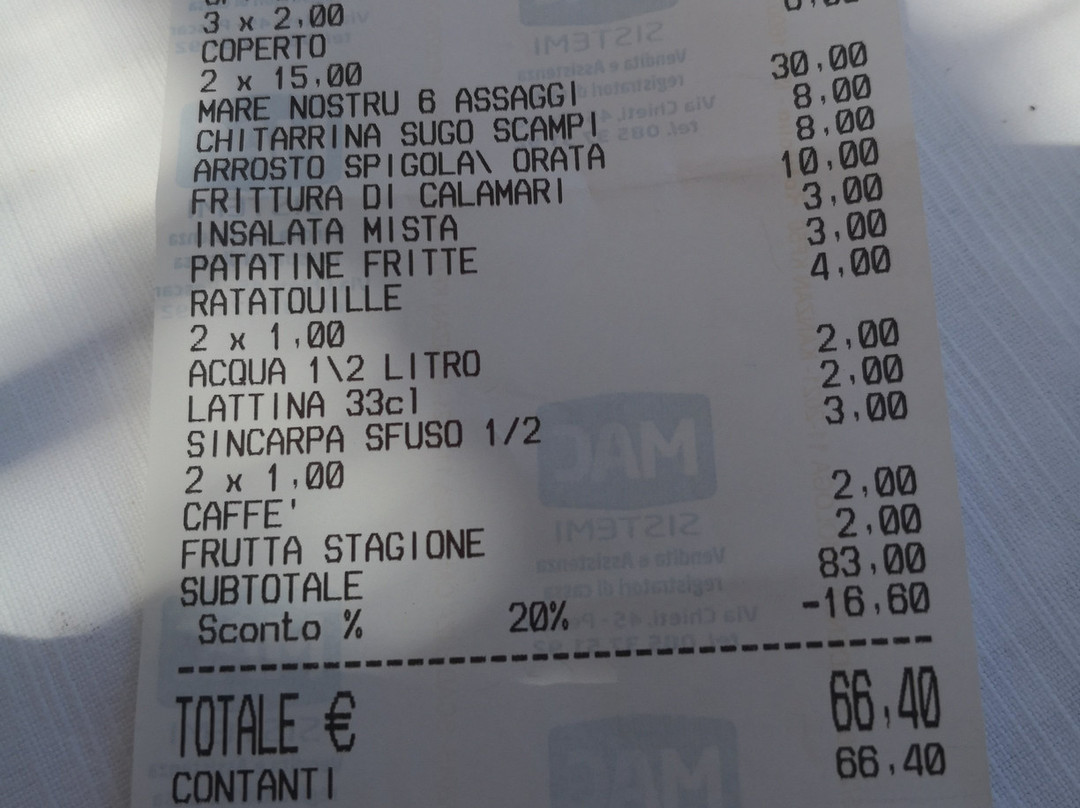 3 x 2,00
COPERTO
2 x 15,00
MARE NOSTRU 6 ASSAGGI 30,00
CHITARRINA SUGO SCAMPI 8,00
ARROSTO SPIGOLA\ ORATA 8,00
FRITTURA DI CALAMARI 10,00
INSALATA MISTA 3,00
PATATINE FRITTE 3,00
RATATOUILLE 4,00
2 x 1,00
ACQUA 1\2 LITRO 2,00
LATTINA 33cl 2,00
SINCARPA SFUSO 1/2 3,00
2 x 1,00
CAFFE' 2,00
FRUTTA STAGIONE 2,00
SUBTOTALE 83,00
Sconto % 20% -16,60
TOTALE € 66,40
CONTANTI 66,40